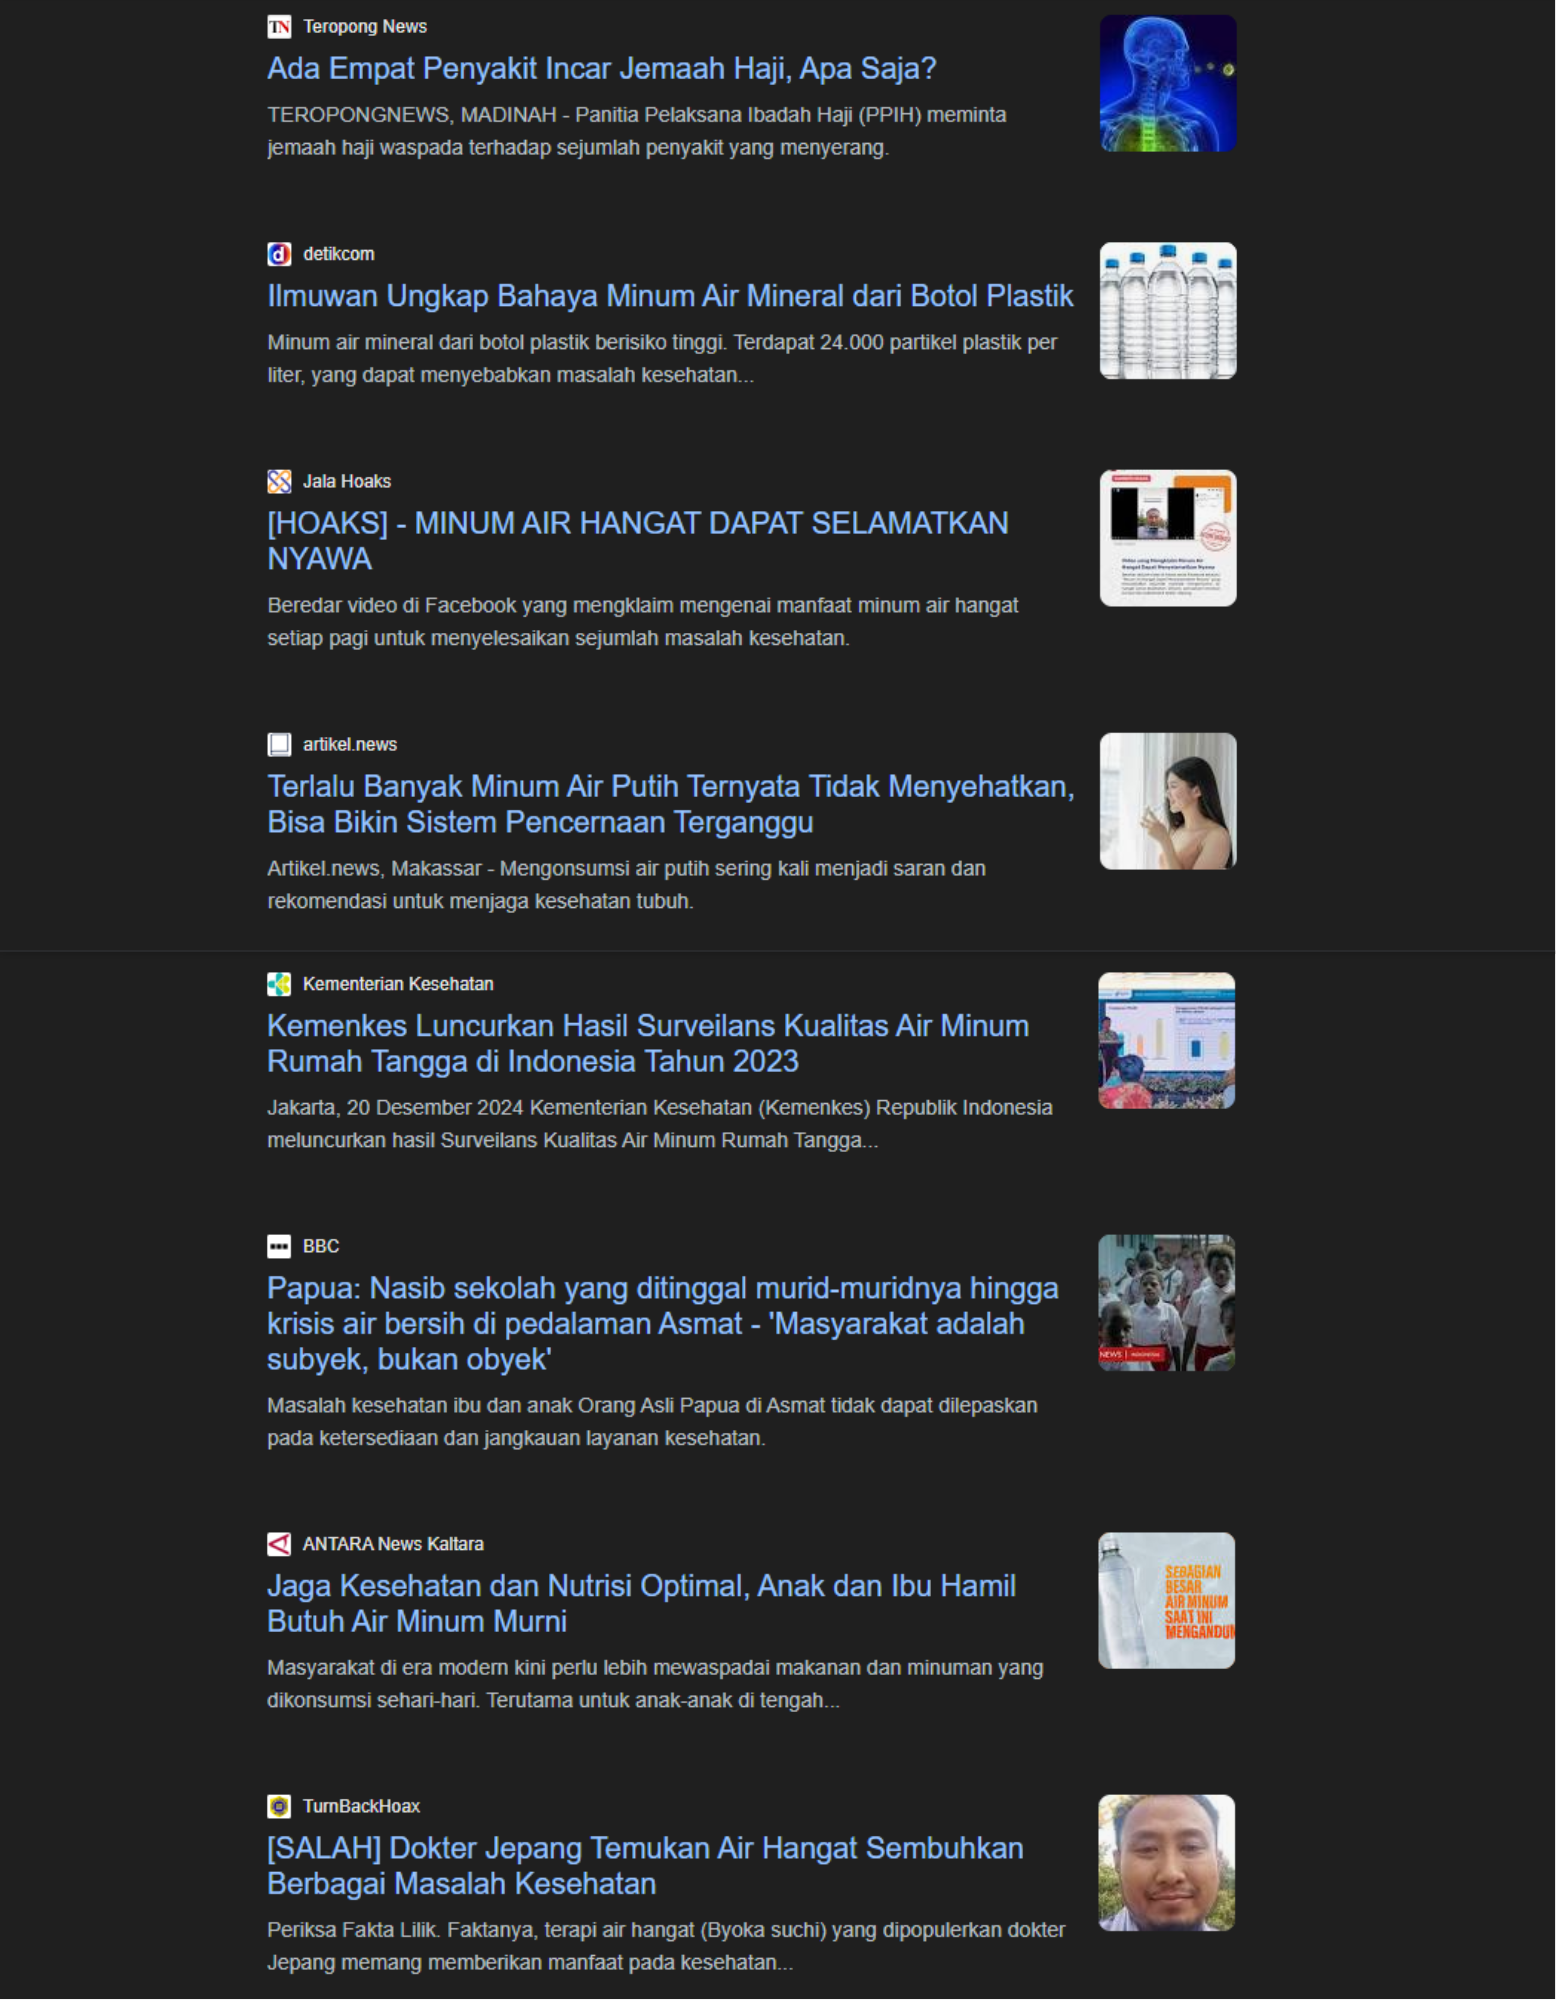 TN Teropong News
Ada Empat Penyakit Incar Jemaah Haji, Apa Saja?
TEROPONGNEWS, MADINAH - Panitia Pelaksana Ibadah Haji (PPIH) meminta
jemaah haji waspada terhadap sejumlah penyakit yang menyerang.
d detikcom
Ilmuwan Ungkap Bahaya Minum Air Mineral dari Botol Plastik
Minum air mineral dari botol plastik berisiko tinggi. Terdapat 24.000 partikel plastik per
liter, yang dapat menyebabkan masalah kesehatan...
Jala Hoaks
[HOAKS] - MINUM AIR HANGAT DAPAT SELAMATKAN
NYAWA
Beredar video di Facebook yang mengklaim mengenai manfaat minum air hangat
setiap pagi untuk menyelesaikan sejumlah masalah kesehatan.
Video yang Mengklaim Minum Air
Hangat Dapat Menyelamatkan Nyawa
artikel.news
Terlalu Banyak Minum Air Putih Ternyata Tidak Menyehatkan,
Bisa Bikin Sistem Pencernaan Terganggu
Artikel.news, Makassar - Mengonsumsi air putih sering kali menjadi saran dan
rekomendasi untuk menjaga kesehatan tubuh.
Kementerian Kesehatan
Kemenkes Luncurkan Hasil Surveilans Kualitas Air Minum
Rumah Tangga di Indonesia Tahun 2023
Jakarta, 20 Desember 2024 Kementerian Kesehatan (Kemenkes) Republik Indonesia
meluncurkan hasil Surveilans Kualitas Air Minum Rumah Tangga...
BBC
Papua: Nasib sekolah yang ditinggal murid-muridnya hingga
krisis air bersih di pedalaman Asmat - 'Masyarakat adalah
subyek, bukan obyek'
Masalah kesehatan ibu dan anak Orang Asli Papua di Asmat tidak dapat dilepaskan
pada ketersediaan dan jangkauan layanan kesehatan.
NEWS | INDONESIA
ANTARA News Kaltara
Jaga Kesehatan dan Nutrisi Optimal, Anak dan Ibu Hamil
Butuh Air Minum Murni
Masyarakat di era modern kini perlu lebih mewaspadai makanan dan minuman yang
dikonsumsi sehari-hari. Terutama untuk anak-anak di tengah...
SEBAGIAN
BESAR
AIR MINUM
SAAT INI
MENGANDUN
TurnBackHoax
[SALAH] Dokter Jepang Temukan Air Hangat Sembuhkan
Berbagai Masalah Kesehatan
Periksa Fakta Lilik. Faktanya, terapi air hangat (Byoka suchi) yang dipopulerkan dokter
Jepang memang memberikan manfaat pada kesehatan...